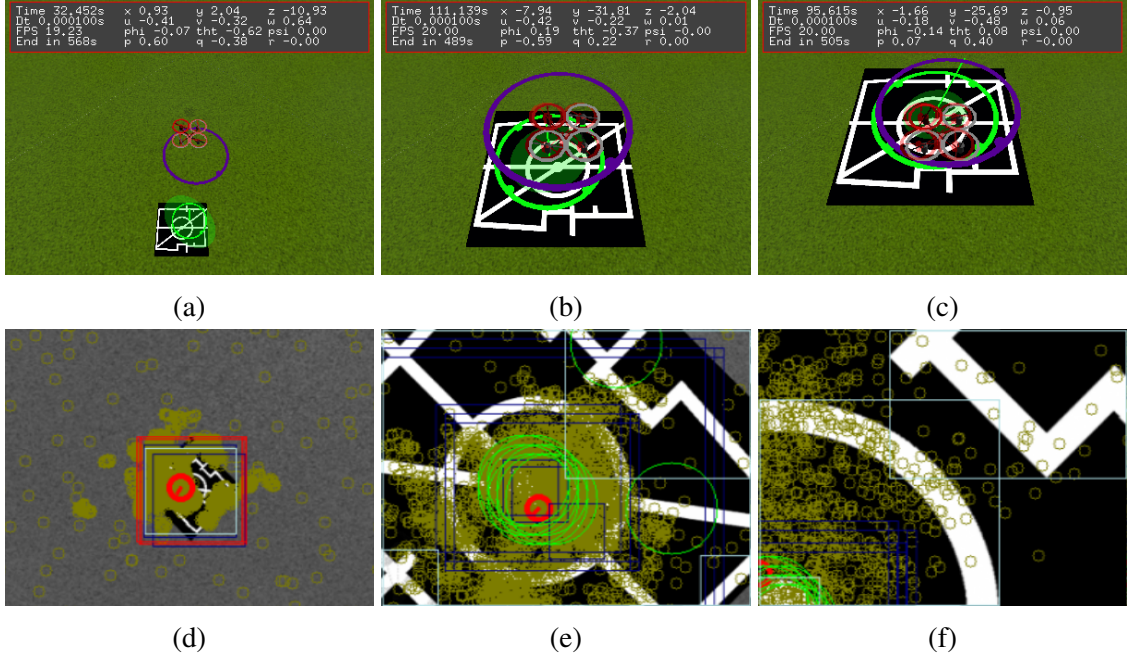 Time 32.452s x 0.93 y 2.04 z -10.93
Dt 0.000100s u -0.41 v -0.32 w 0.64
FPS 19.23 phi -0.07 tht -0.62 psi 0.00
End in 568s p 0.60 q -0.38 r -0.00
Time 111.139s x -7.94 y -31.81 z -2.04
Dt 0.000100s u -0.42 v -0.22 w 0.01
FPS 20.00 phi 0.19 tht -0.37 psi -0.00
End in 489s p -0.59 q 0.22 r 0.00
Time 95.615s x -1.66 y -25.69 z -0.95
Dt 0.000100s u -0.18 v -0.48 w 0.06
FPS 20.00 phi -0.14 tht 0.08 psi 0.00
End in 505s p 0.07 q 0.40 r -0.00
(a) (b) (c)
(d) (e) (f)